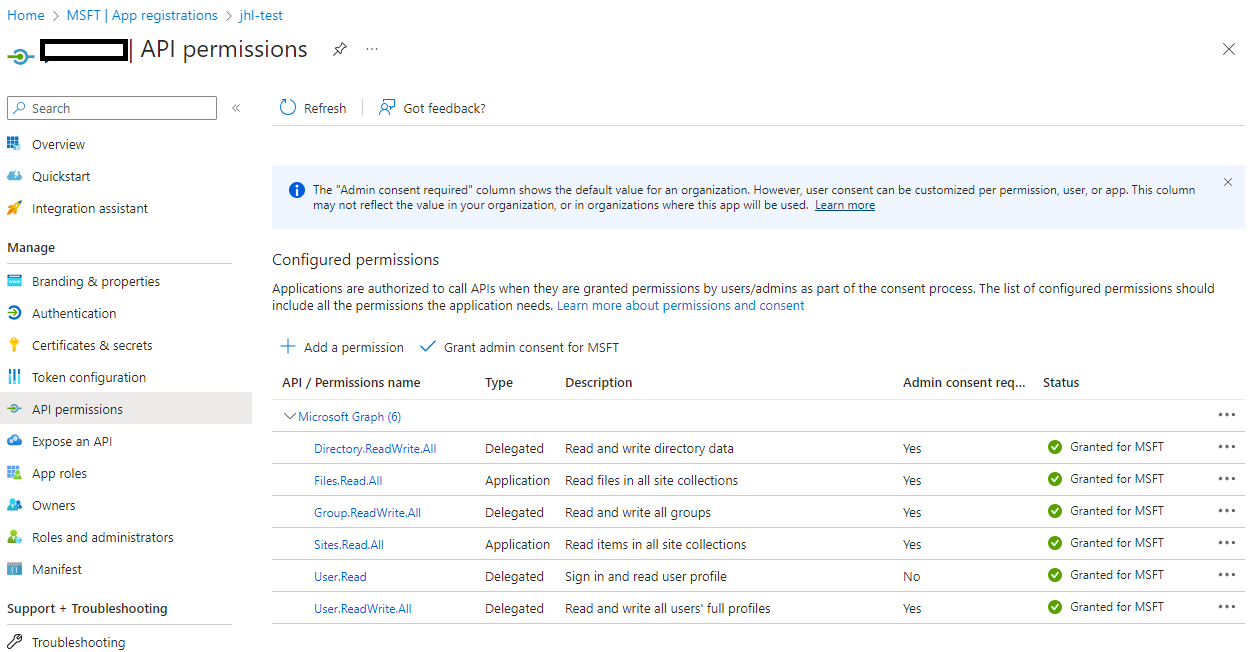 Home > MSFT | App registrations > jhl-test
| API permissions
Search
Refresh
Got feedback?
Overview
Quickstart
Integration assistant
Manage
Branding & properties
Authentication
Certificates & secrets
Token configuration
API permissions
Expose an API
App roles
Owners
Roles and administrators
Manifest
Support + Troubleshooting
Troubleshooting
The "Admin consent required" column shows the default value for an organization. However, user consent can be customized per permission, user, or app. This column
may not reflect the value in your organization, or in organizations where this app will be used. Learn more
Configured permissions
Applications are authorized to call APIs when they are granted permissions by users/admins as part of the consent process. The list of configured permissions should
include all the permissions the application needs. Learn more about permissions and consent
Add a permission
Grant admin consent for MSFT
API / Permissions name Type Description Admin consent req... Status
Microsoft Graph (6)
Directory.ReadWrite.All Delegated Read and write directory data Yes Granted for MSFT
Files.Read.All Application Read files in all site collections Yes Granted for MSFT
Group.ReadWrite.All Delegated Read and write all groups Yes Granted for MSFT
Sites.Read.All Application Read items in all site collections Yes Granted for MSFT
User.Read Delegated Sign in and read user profile No Granted for MSFT
User.ReadWrite.All Delegated Read and write all users' full profiles Yes Granted for MSFT